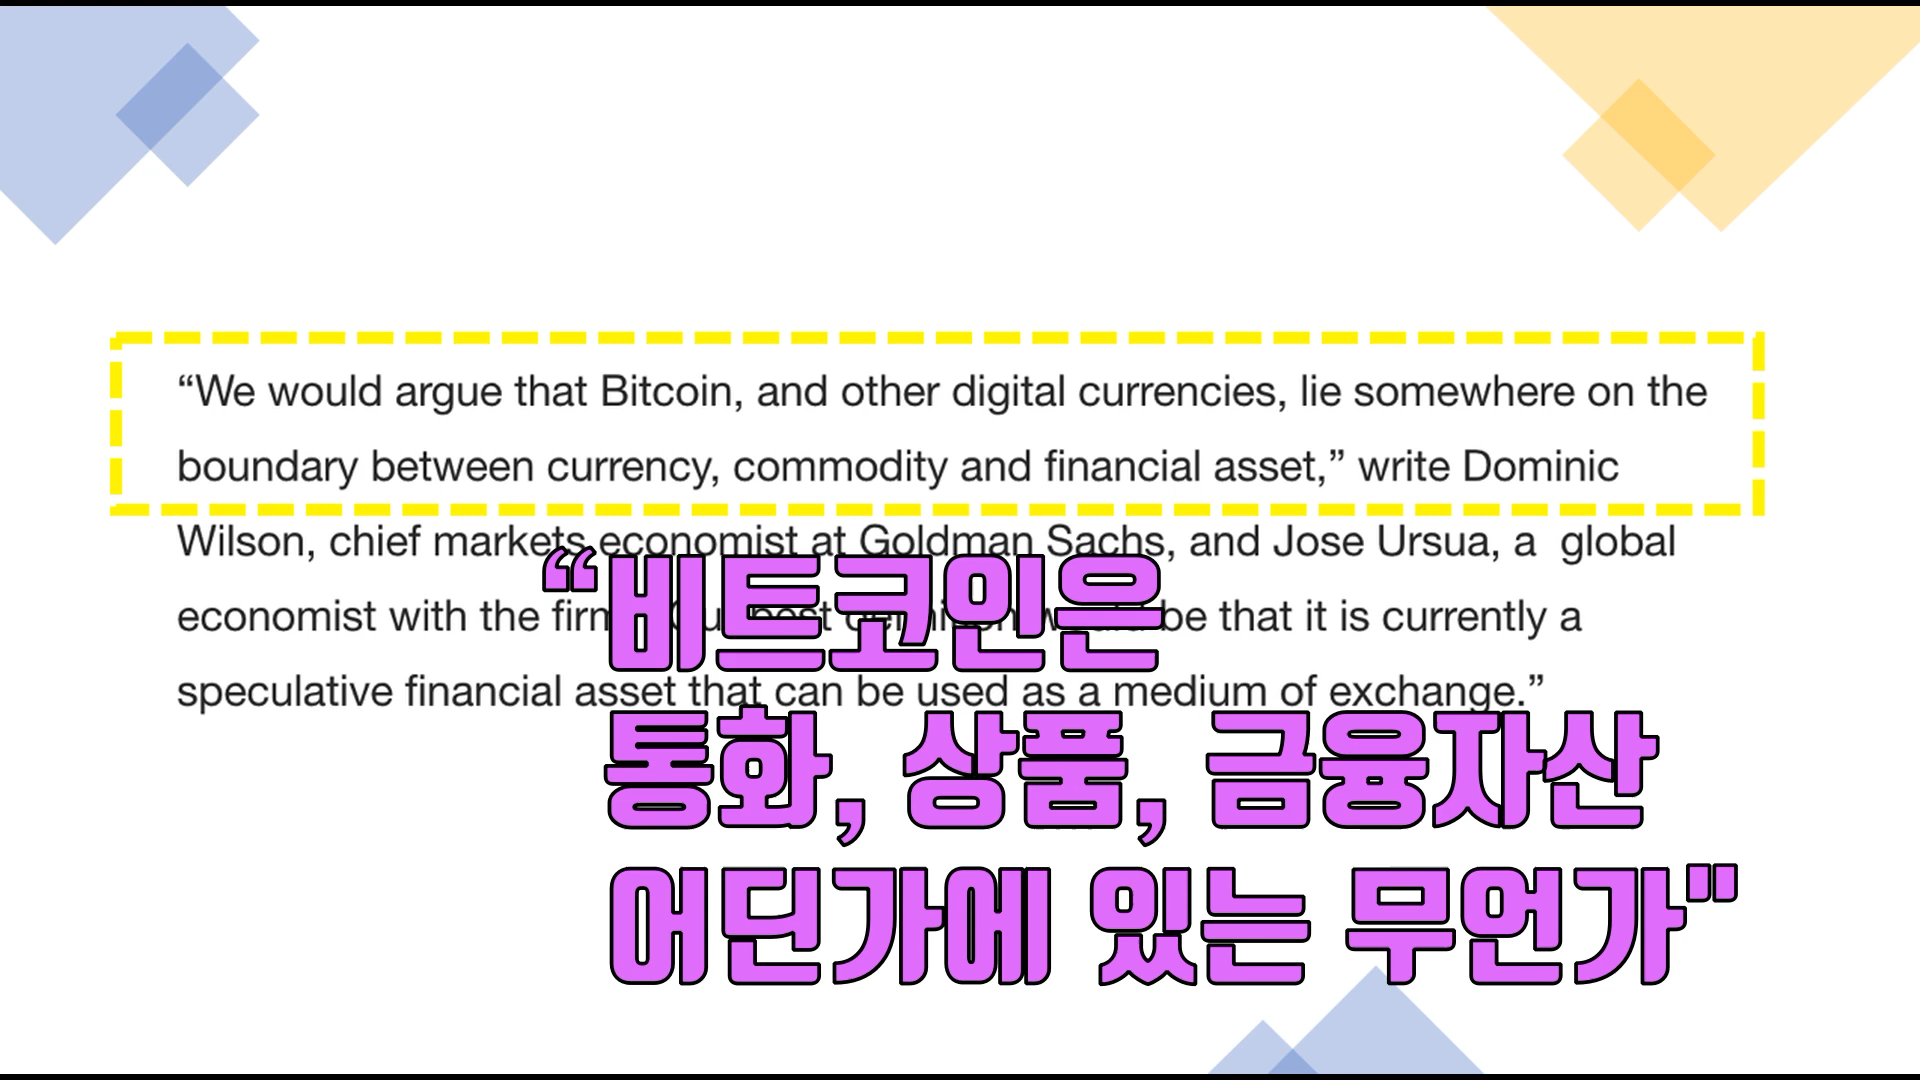 “We would argue that Bitcoin, and other digital currencies, lie somewhere on the
boundary between currency, commodity and financial asset,” write Dominic
Wilson, chief markets economist at Goldman Sachs, and Jose Ursua, a global
economist with the firm be that it is currently a
speculative financial asset that can be used as a medium of exchange.”
“비트코인은
통화, 상품, 금융자산
어딘가에 있는 무언가"